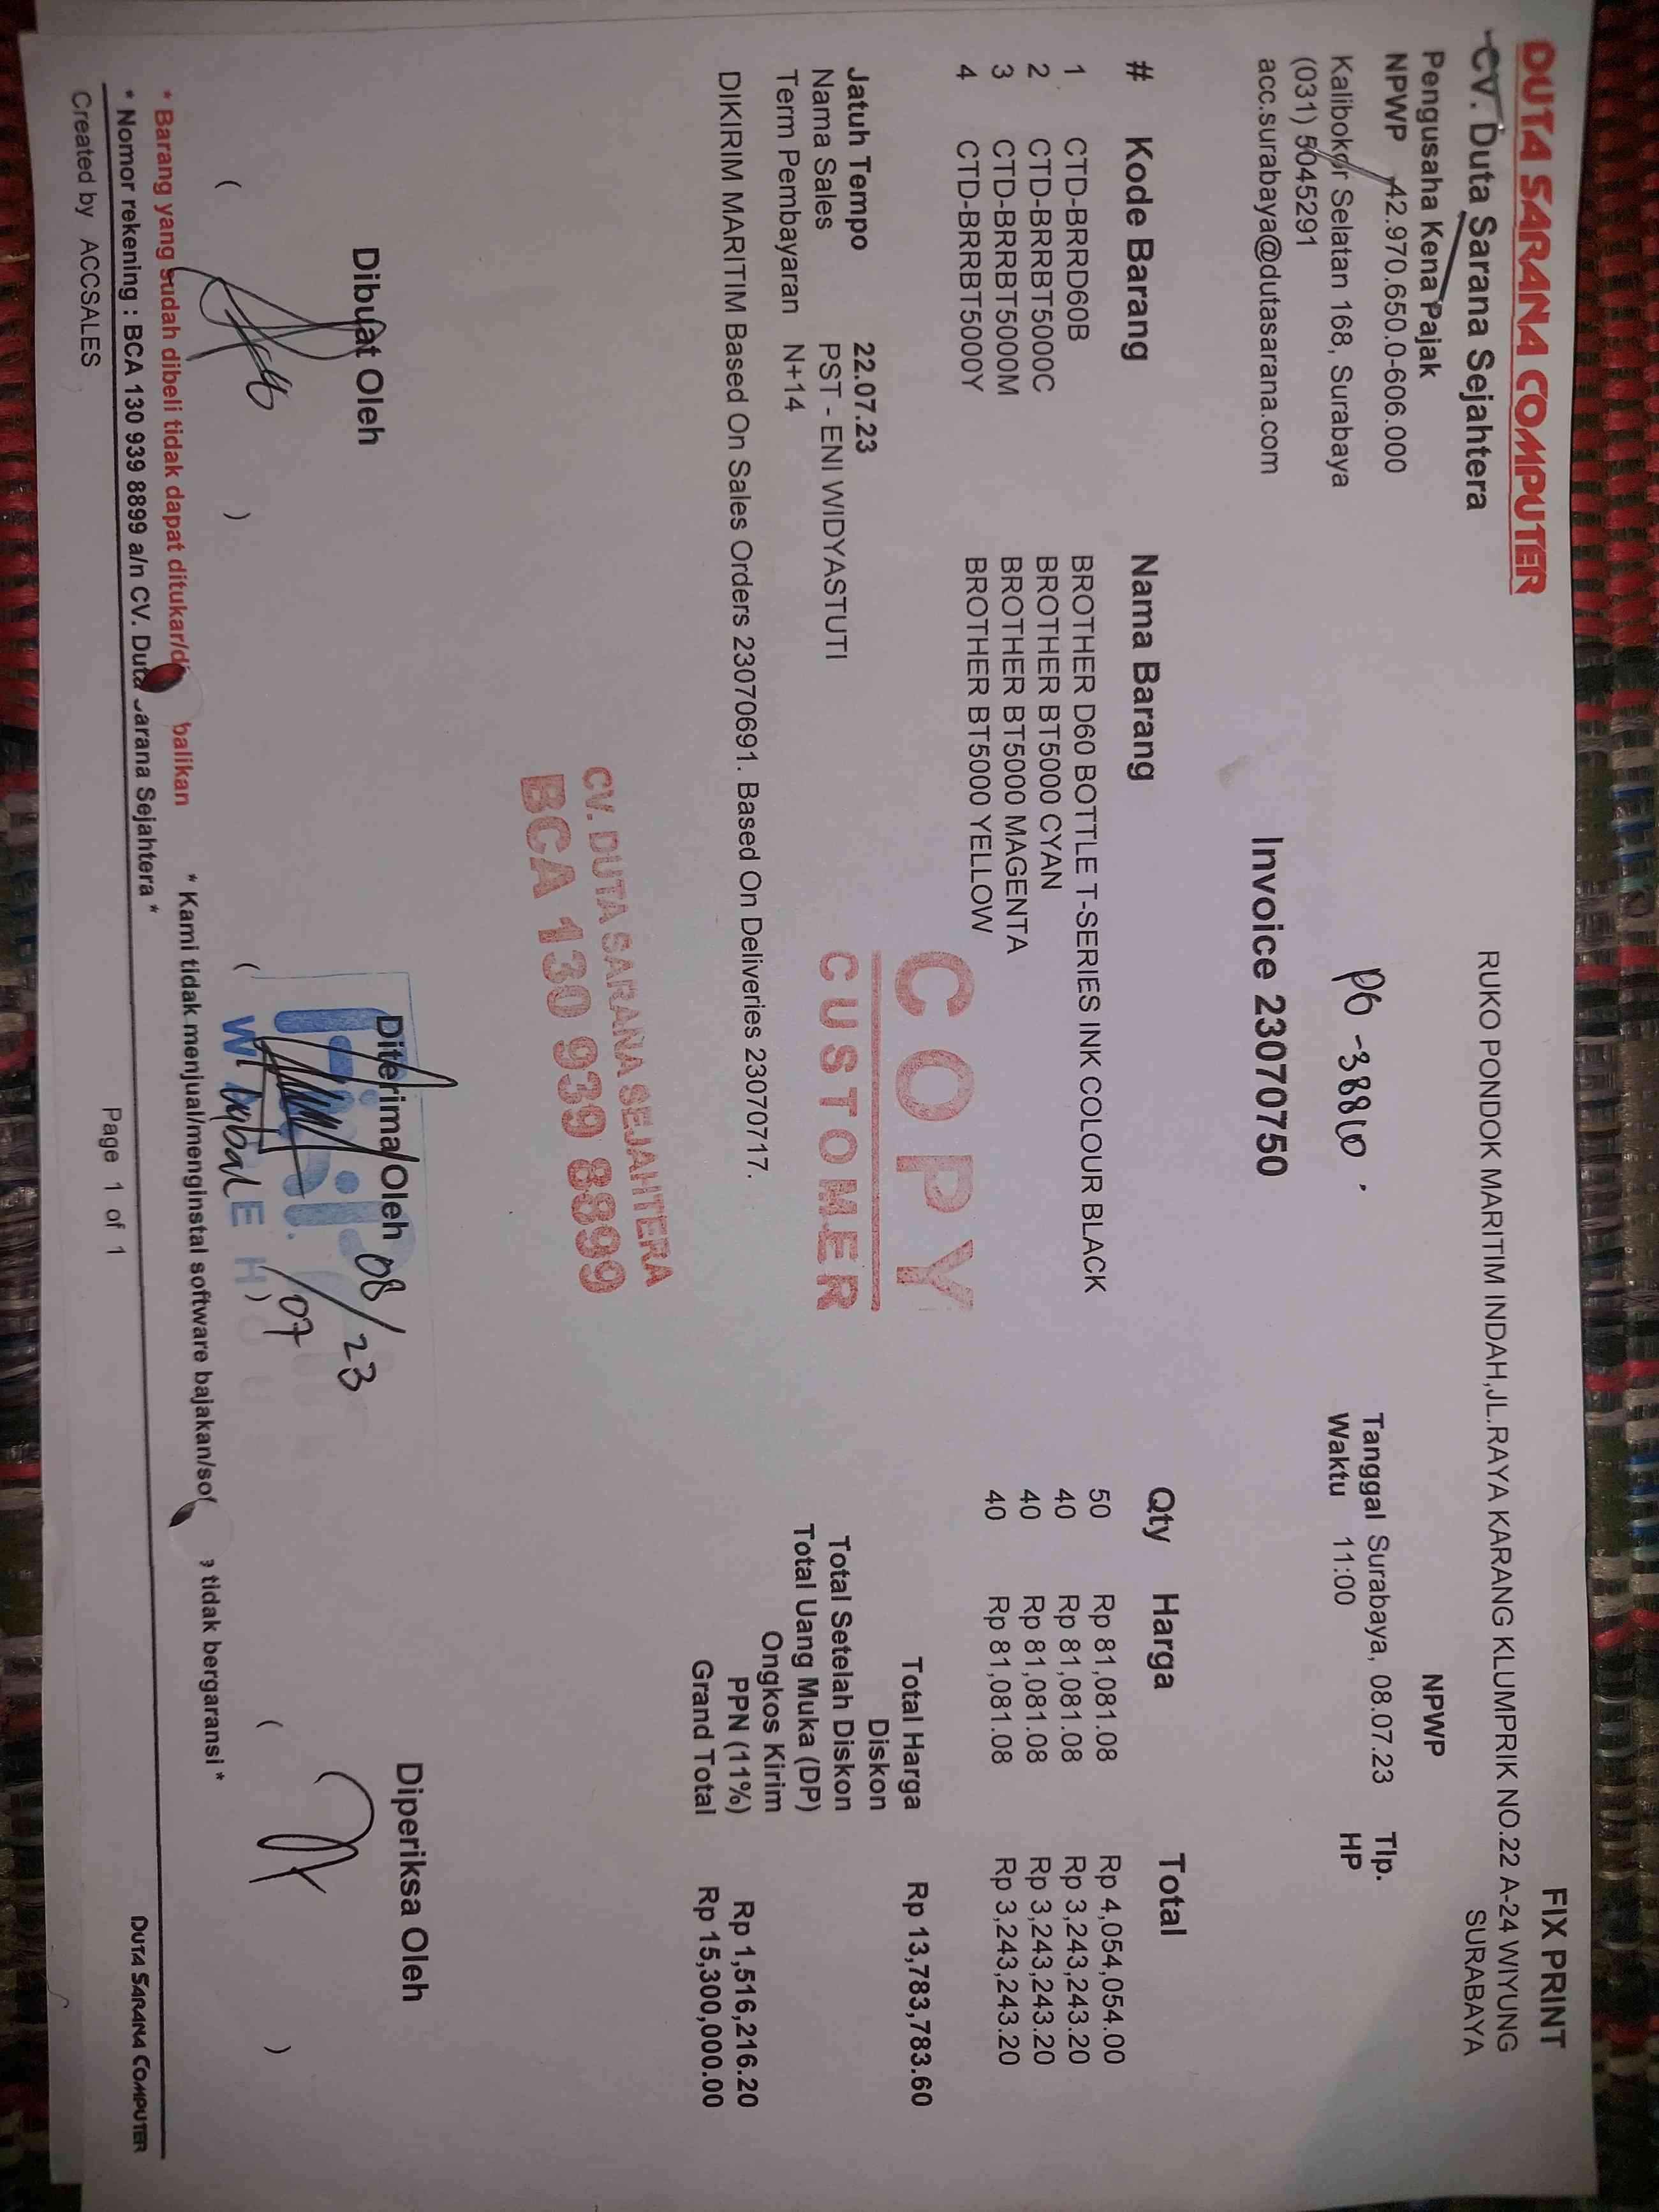 DUTA SARANA COMPUTER
FIX PRINT
CV. Duta Sarana Sejahtera
RUKO PONDOK MARITIM INDAH,JL.RAYA KARANG KLUMPRIK NO.22 A-24 WIYUNG
SURABAYA
Pengusaha Kena Pajak
NPWP 42.970.650.0-606.000
NPWP
Kalibokor Selatan 168, Surabaya
(031) 5045291
acc.surabaya@dutasarana.com
Tanggal Surabaya, 08.07.23 Tlp.
Waktu 11:00 HP
Invoice 23070750
# Kode Barang Nama Barang Qty Harga Total
1 CTD-BRRD60B BROTHER D60 BOTTLE T-SERIES INK COLOUR BLACK 50 Rp 81,081.08 Rp 4,054,054.00
2 CTD-BRRBT5000C BROTHER BT5000 CYAN 40 Rp 81,081.08 Rp 3,243,243.20
3 CTD-BRRBT5000M BROTHER BT5000 MAGENTA 40 Rp 81,081.08 Rp 3,243,243.20
4 CTD-BRRBT5000Y BROTHER BT5000 YELLOW 40 Rp 81,081.08 Rp 3,243,243.20
COPY
CUSTOMER
Jatuh Tempo 22.07.23
Nama Sales PST - ENI WIDYASTUTI
Term Pembayaran N+14
DIKIRIM MARITIM Based On Sales Orders 23070691. Based On Deliveries 23070717.
Total Harga Rp 13,783,783.60
Diskon
Total Setelah Diskon
Total Uang Muka (DP)
Ongkos Kirim
PPN (11%) Rp 1,516,216.20
Grand Total Rp 15,300,000.00
CV. DUTA SARANA SEJAHTERA
BCA 130 939 8899
Dibuat Oleh Diterima Oleh Diperiksa Oleh
08/07 23
( ) ( ) ( )
* Barang yang sudah dibeli tidak dapat ditukar/di balikan * Kami tidak menjual/menginstal software bajakan/so tidak bergaransi *
* Nomor rekening : BCA 130 939 8899 a/n CV. Duta arana Sejahtera *
Created by ACCSALES Page 1 of 1 DUTA SARANA COMPUTER